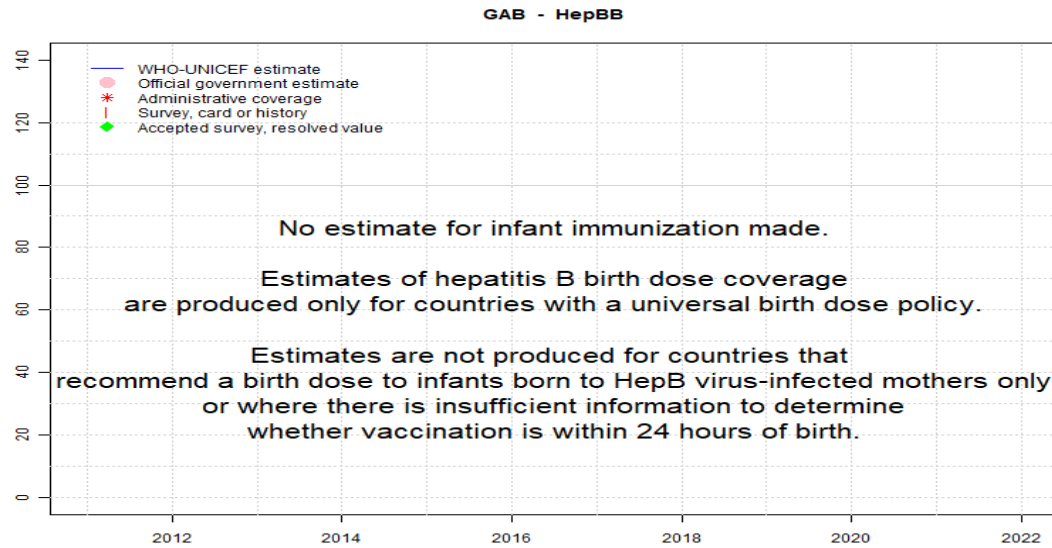 GAB - HepBB
WHO-UNICEF estimate
Official government estimate
Administrative coverage
Survey, card or history
Accepted survey, resolved value
140
120
100
80
60
40
20
0
No estimate for infant immunization made.
Estimates of hepatitis B birth dose coverage
are produced only for countries with a universal birth dose policy.
Estimates are not produced for countries that
recommend a birth dose to infants born to HepB virus-infected mothers only
or where there is insufficient information to determine
whether vaccination is within 24 hours of birth.
2012 2014 2016 2018 2020 2022